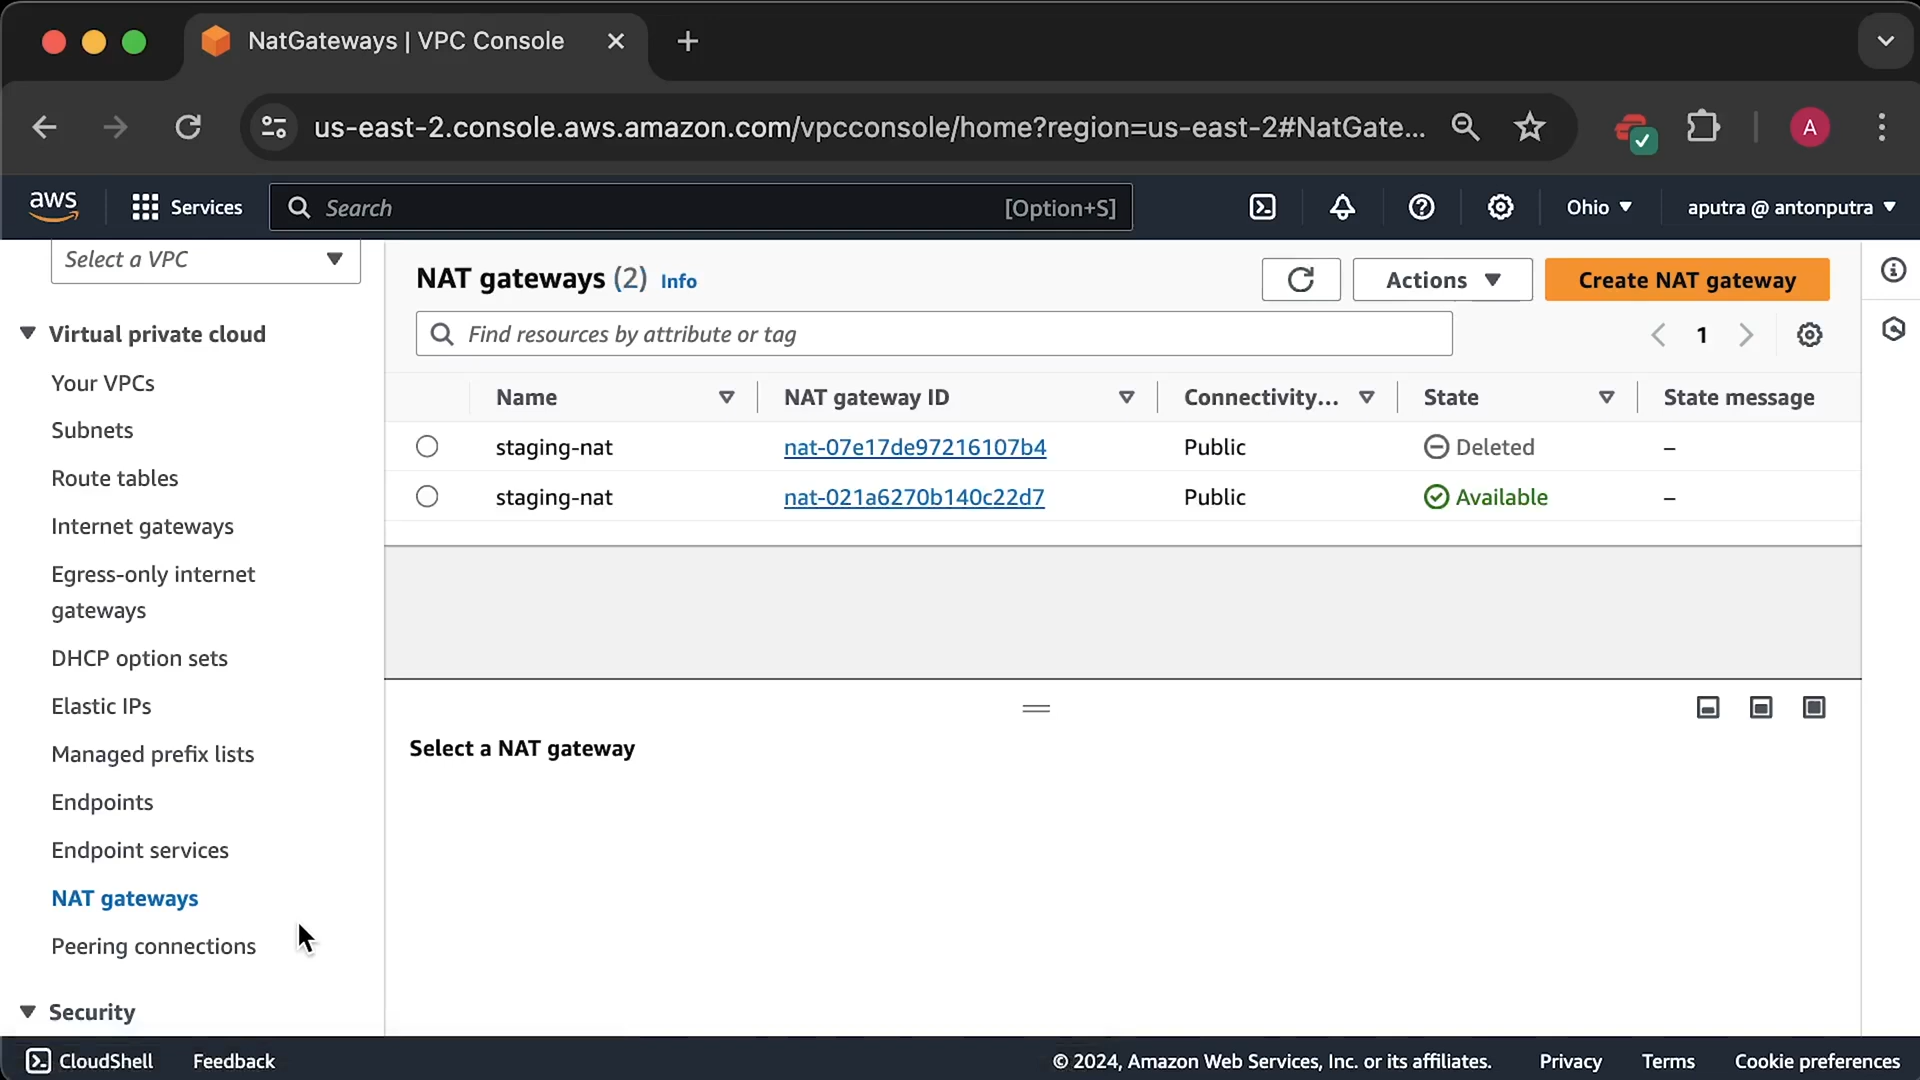 NatGateways | VPC Console
us-east-2.console.aws.amazon.com/vpcconsole/home?region=us-east-2#NatGate...
A
aws
Services
Search
[Option+S]
Ohio
aputra @ antonputra
Select a VPC
Virtual private cloud
Your VPCs
Subnets
Route tables
Internet gateways
Egress-only internet
gateways
DHCP option sets
Elastic IPs
Managed prefix lists
Endpoints
Endpoint services
NAT gateways
Peering connections
Security
NAT gateways (2) Info
Actions
Create NAT gateway
Find resources by attribute or tag
1
Name NAT gateway ID Connectivity... State State message
staging-nat nat-07e17de97216107b4 Public Deleted –
staging-nat nat-021a6270b140c22d7 Public Available –
Select a NAT gateway
CloudShell Feedback © 2024, Amazon Web Services, Inc. or its affiliates. Privacy Terms Cookie preferences